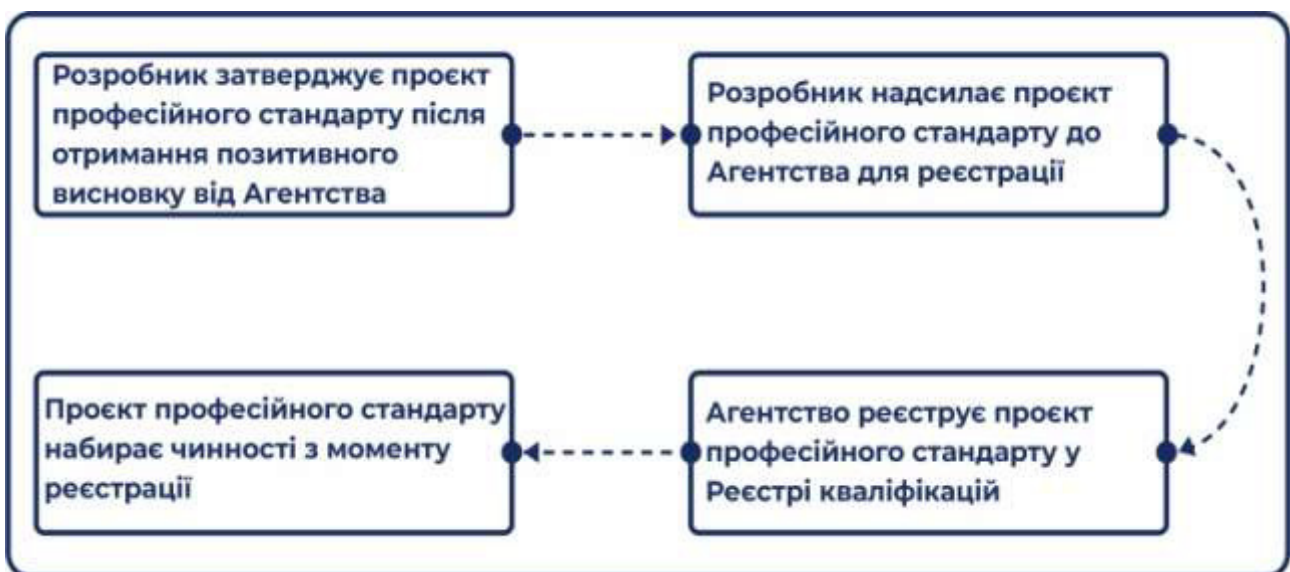 Розробник затверджує проєкт
професійного стандарту після
отримання позитивного
висновку від Агентства
Розробник надсилає проєкт
професійного стандарту до
Агентства для реєстрації
Агентство реєструє проєкт
професійного стандарту у
Реєстрі кваліфікацій
Проєкт професійного стандарту
набирає чинності з моменту
реєстрації